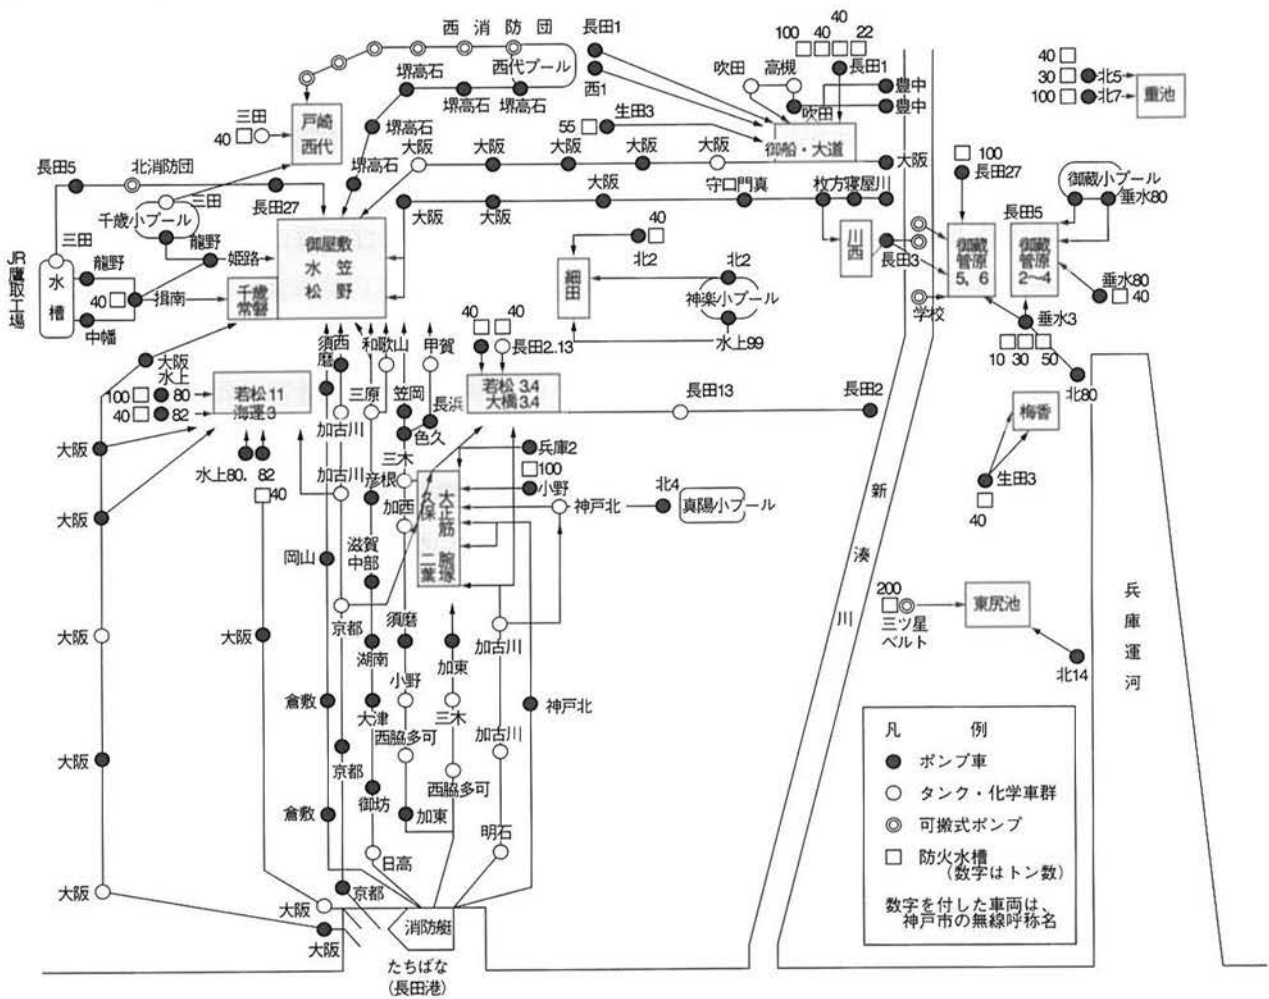 西消防団
長田1
西1
堺高石
西代プール
堺高石
堺高石
堺高石
堺高石
三田
40
戸崎
西代
生田3
55
吹田
高槻
吹田
100
40
40
22
長田1
豊中
豊中
御船・大道
40
30
北5
100
北7
重池
長田5
北消防団
三田
長田27
千歳小プール
龍野
姫路
大阪
大阪
大阪
大阪
大阪
大阪
大阪
大阪
大阪
守口門真
枚方寝屋川
100
長田27
御蔵小プール
垂水80
長田5
御蔵
菅原
5、6
御蔵
菅原
2〜4
垂水80
40
垂水3
10
30
50
北80
学校
川西
長田3
JR鷹取工場
三田
水槽
龍野
40
揖南
中幡
御屋敷
水笠
松野
千歳
常磐
40
北2
細田
北2
神楽小プール
水上99
大阪
水上
100
80
40
82
若松11
海運3
水上80. 82
40
須磨
西
和歌山
甲賀
加古川
三原
笠岡
長浜
色久
40
40
長田2..13
若松 3.4
大橋3.4
長田13
長田2
梅香
生田3
40
加古川
彦根
三木
加西
大正筋
久保
腕塚
二葉
兵庫2
100
小野
神戸北
北4
真陽小プール
大阪
大阪
大阪
大阪
大阪
大阪
岡山
滋賀
中部
京都
湖南
須磨
小野
加東
加古川
倉敷
大津
西脇多可
三木
神戸北
加古川
京都
御坊
西脇多可
倉敷
加東
明石
日高
京都
大阪
大阪
消防艇
たちばな
(長田港)
新湊川
200
三ツ星
ベルト
東尻池
北14
兵庫運河
凡例
ポンプ車
タンク・化学車群
可搬式ポンプ
防火水槽
(数字はトン数)
数字を付した車両は、
神戸市の無線呼称名